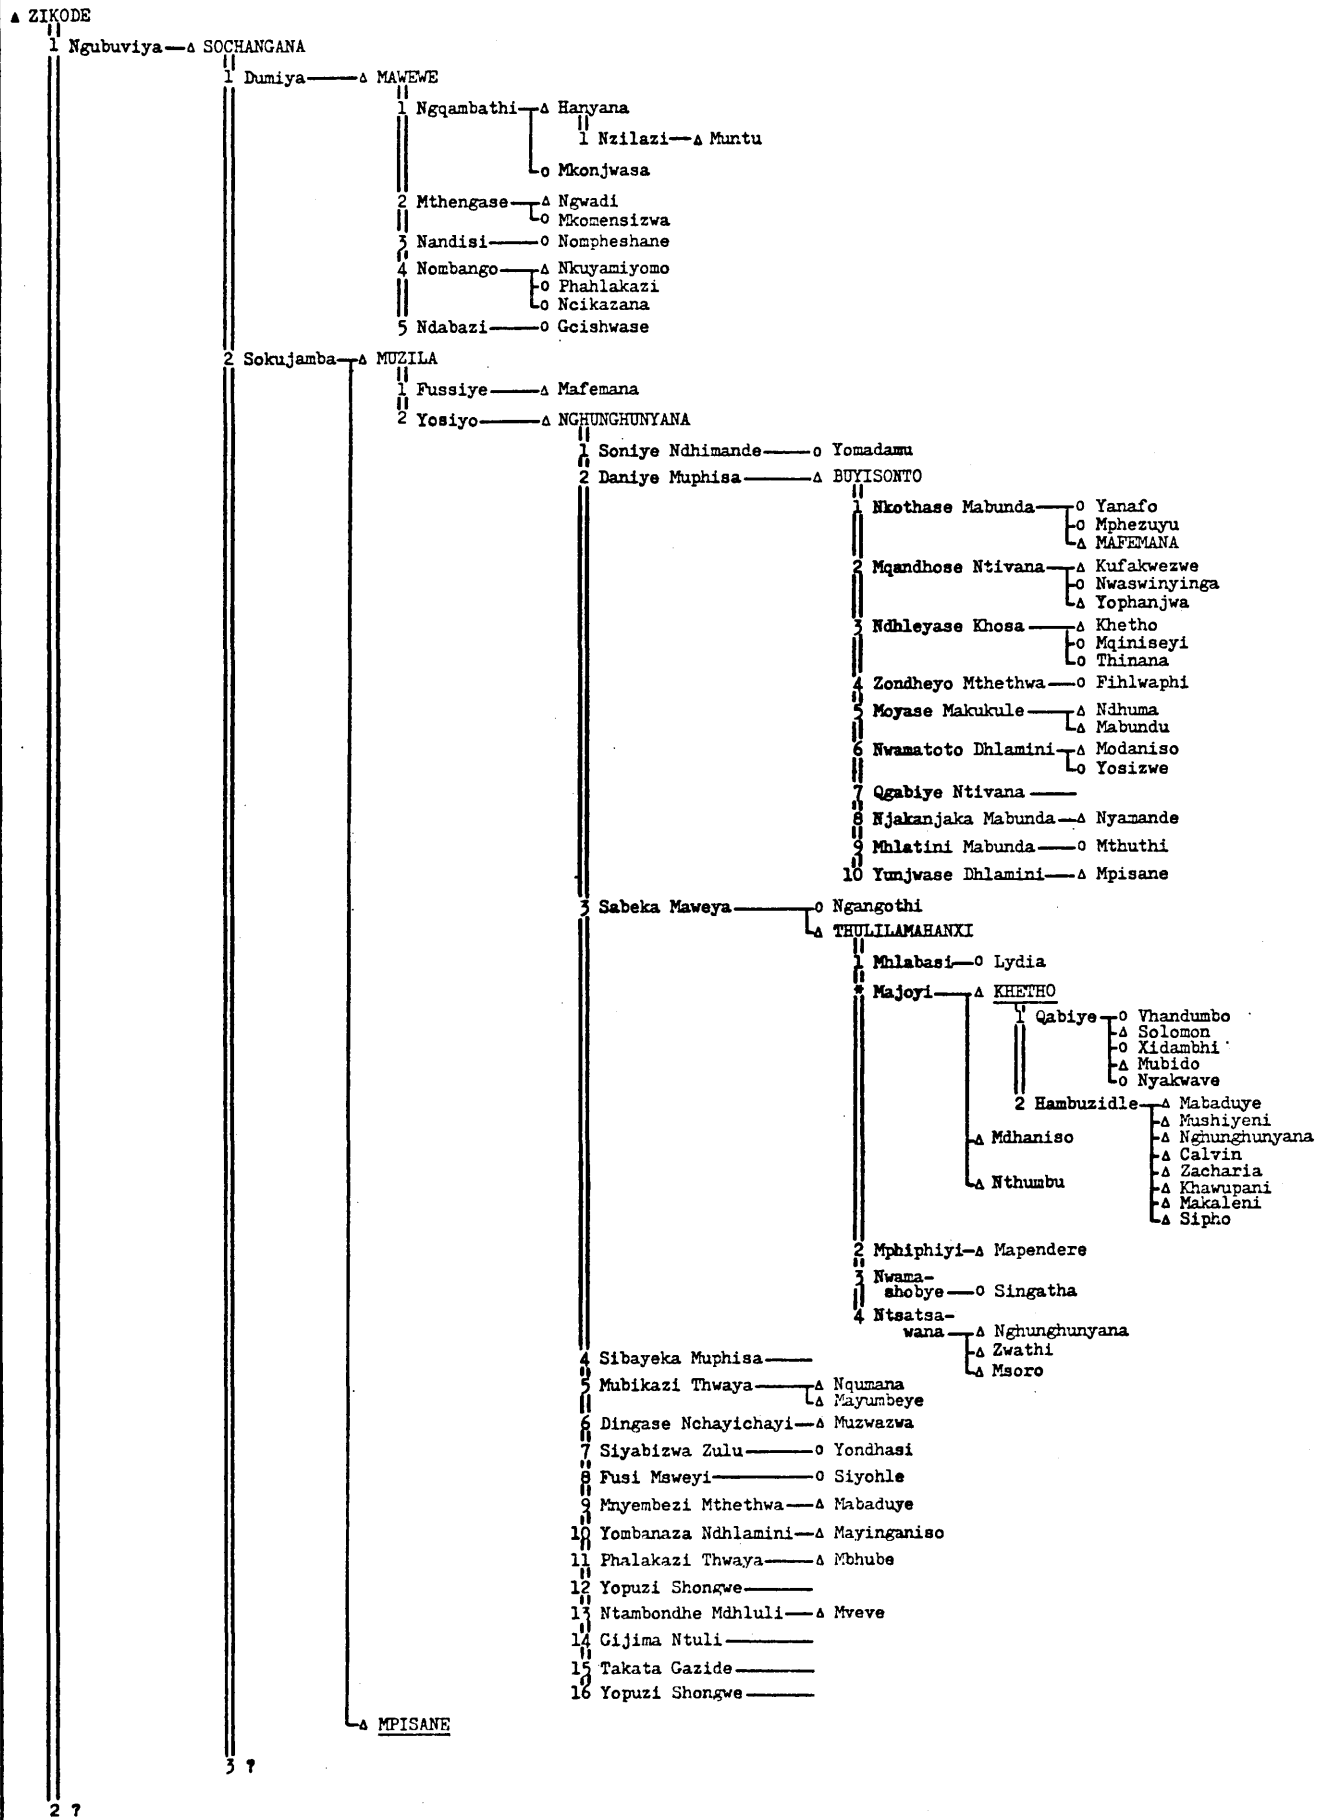 ZIKODE
1 Ngubuviya SOCHANGANA
1 Dumiya MAWEWE
1 Ngqambathi Hanyana
1 Nzilazi Muntu
Mkonjwasa
2 Mthengase Ngwadi
Mkomensizwa
3 Nandisi Nompheshane
4 Nombango Nkuyamiyomo
Phahlakazi
Ncikazana
5 Ndabazi Gcishwase
2 Sokujamba MUZILA
1 Fussiye Mafemana
2 Yosiyo NGHUNGHUNYANA
1 Soniye Ndhimande Yomadamu
2 Daniye Muphisa BUYISONTO
1 Nkothase Mabunda Yanafo
Mphezuyu
MAFEMANA
2 Mqandhose Ntivana Kufakwezwe
Nwaswinyinga
Yophanjwa
3 Ndhleyase Khosa Khetho
Mqiniseyi
Thinana
4 Zondheyo Mthethwa Fihlwaphi
5 Moyase Makukule Ndhuma
Mabundu
6 Nwamatoto Dhlamini Modaniso
Yosizwe
7 Qgabiye Ntivana
8 Njakanjaka Mabunda Nyamande
9 Mhlatini Mabunda Mthuthi
10 Yunjwase Dhlamini Mpisane
3 Sabeka Maweya Ngangothi
THULILAMAHANXI
1 Mhlabasi Lydia
* Majoyi KHETHO
1 Qabiye Vhandumbo
Solomon
Xidambhi
Mubido
Nyakwave
2 Hambuzidle Mabaduye
Mushiyeni
Mdhaniso Nghunghunyana
Calvin
Zacharia
Nthumbu Khawupani
Makaleni
Sipho
2 Mphiphiyi Mapendere
3 Nwama-
shobye Singatha
4 Ntsatsa-
wana Nghunghunyana
Zwathi
4 Sibayeka Muphisa
Msoro
5 Mubikazi Thwaya Nqumana
Mayumbeye
6 Dingase Nchayichayi Muzwazwa
7 Siyabizwa Zulu Yondhasi
8 Fusi Msweyi Siyohle
9 Mnyembezi Mthethwa Mabaduye
10 Yombanaza Ndhlamini Mayinganiso
11 Phalakazi Thwaya Mbhube
12 Yopuzi Shongwe
13 Ntambondhe Mdhluli Mveve
14 Gijima Ntuli
15 Takata Gazide
16 Yopuzi Shongwe
MPISANE
3 ?
2 ?